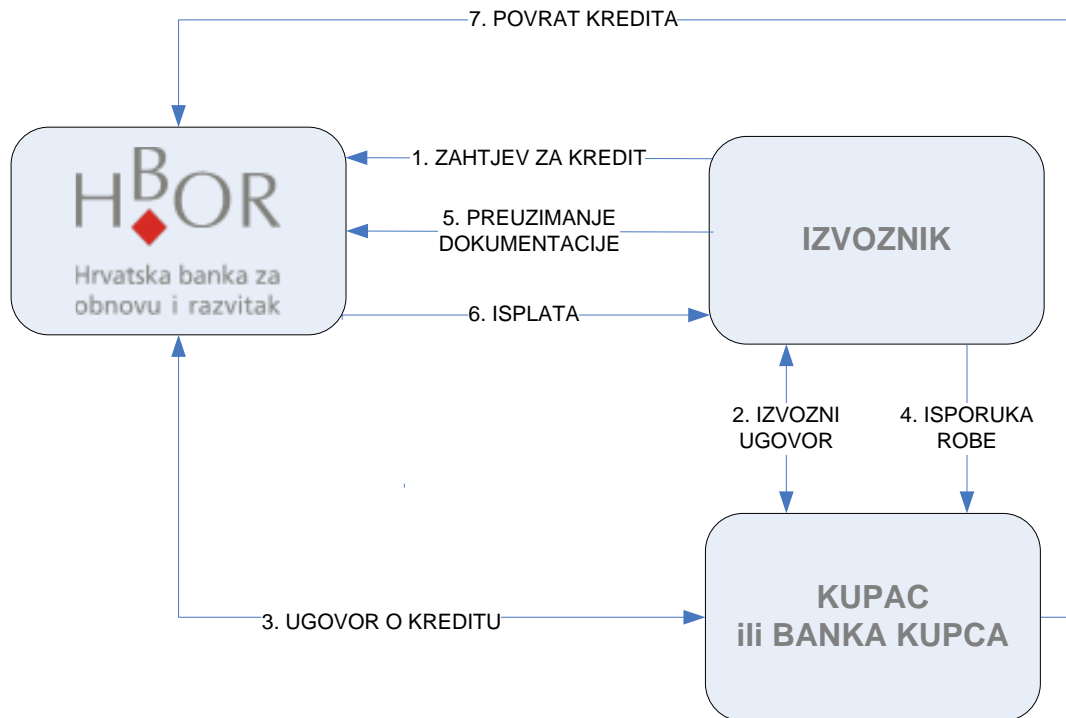 7. POVRAT KREDITA
HBOR
Hrvatska banka za
obnovu i razvitak
1. ZAHTJEV ZA KREDIT
5. PREUZIMANJE
DOKUMENTACIJE
6. ISPLATA
IZVOZNIK
2. IZVOZNI
UGOVOR
4. ISPORUKA
ROBE
3. UGOVOR O KREDITU
KUPAC
ili BANKA KUPCA